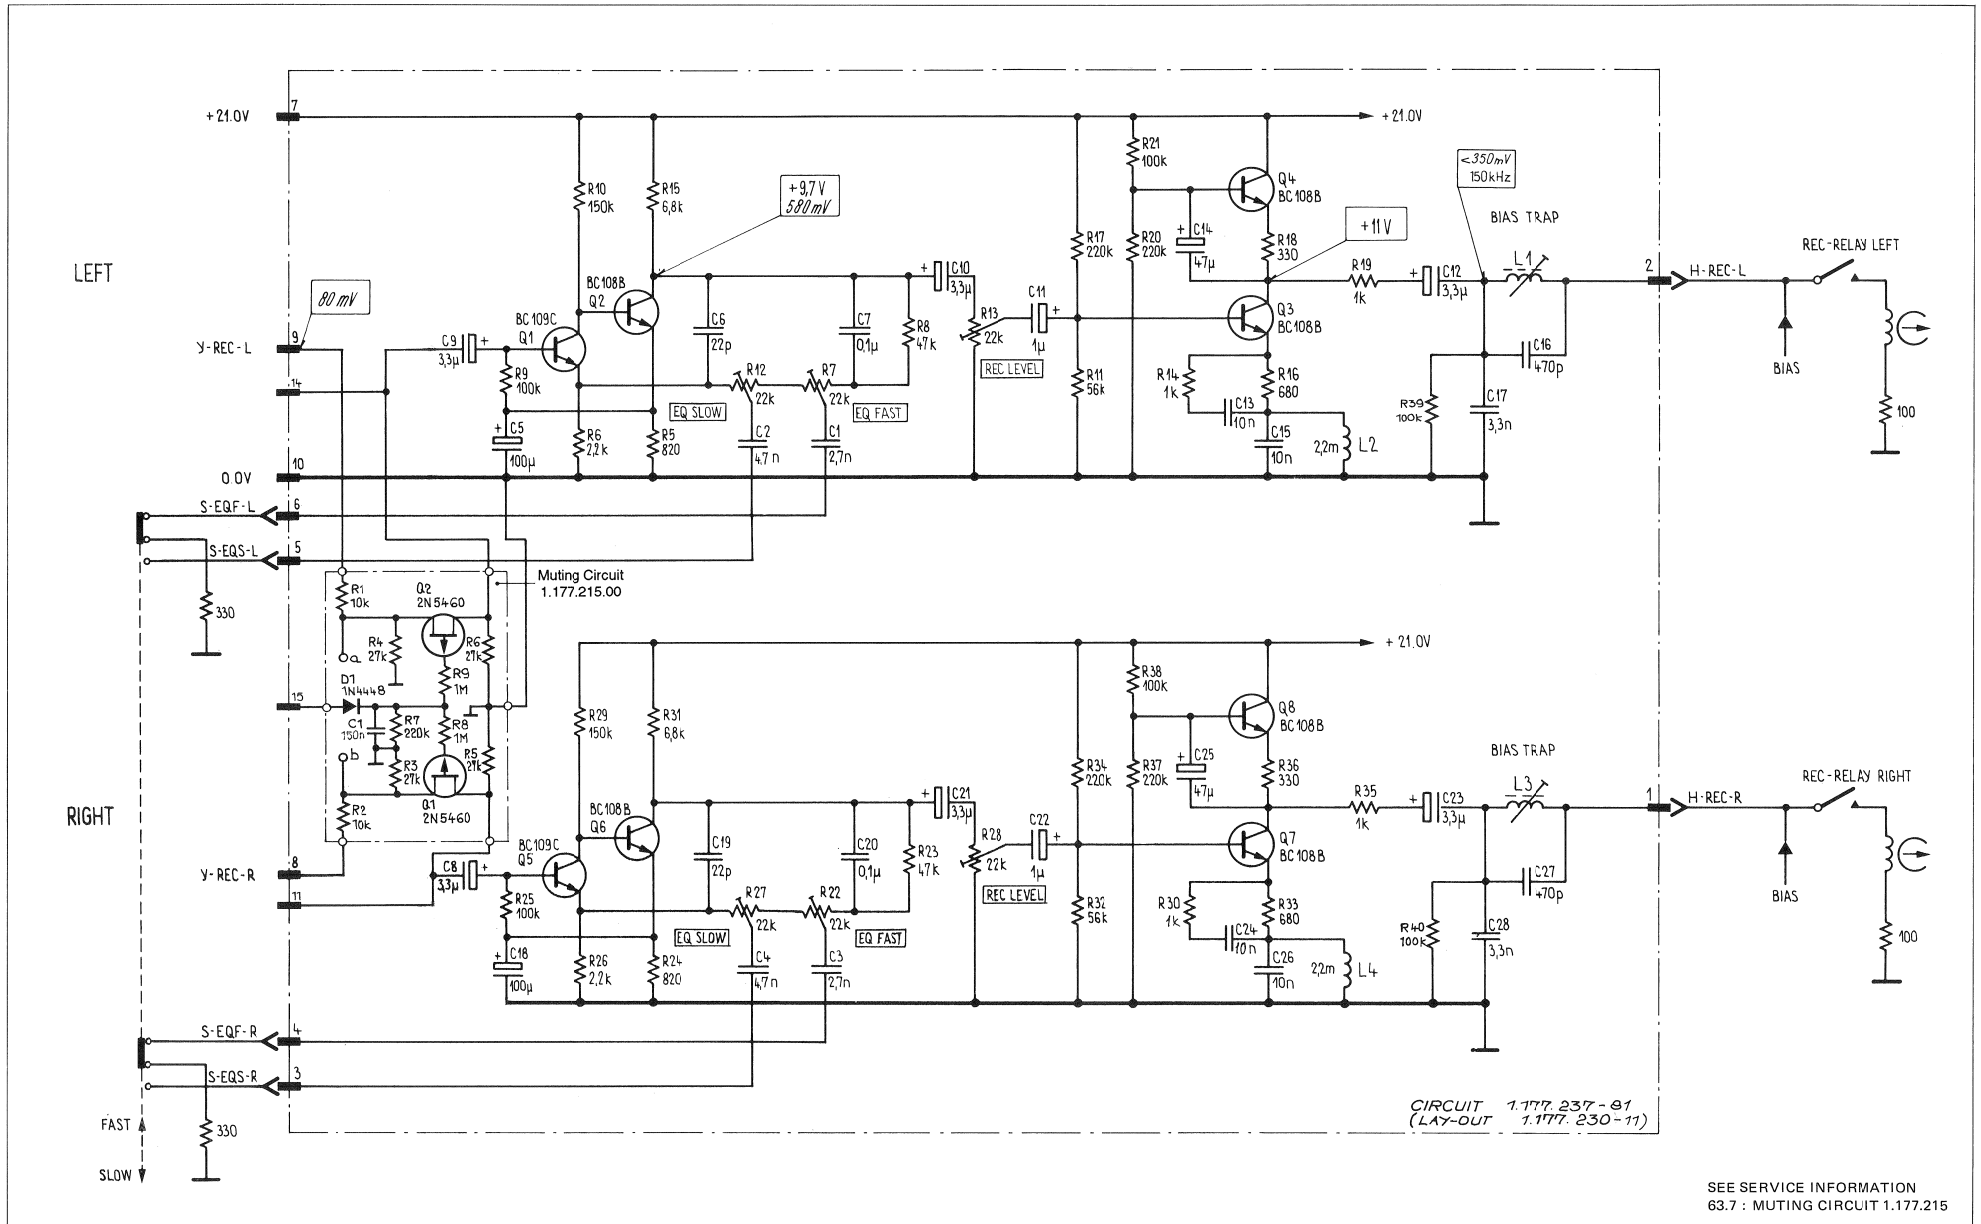 7
+21.0V
+21.0V
R10
150k
R15
6,8k
+9,7V
580mV
R21
100k
Q4
BC108B
<350mV
150kHz
BIAS TRAP
R17
220k
R20
220k
C14
+
47µ
R18
330
+11V
REC-RELAY LEFT
LEFT
80mV
BC108B
Q2
+
C10
3,3µ
R19
1k
+
C12
3,3µ
L1
2
H-REC-L
9
Y-REC-L
BC109C
Q1
C9
+
3,3µ
C6
22p
C7
0,1µ
R8
47k
R13
22k
C11
+
1µ
REC LEVEL
Q3
BC108B
C16
470p
BIAS
14
R9
100k
R12
22k
R7
22k
EQ SLOW
EQ FAST
R11
56k
R14
1k
R16
680
C13
10n
R39
100k
C17
3,3n
100
+
C5
100µ
R6
2,2k
R5
820
C2
4,7n
C1
2,7n
C15
10n
2,2m
L2
10
0.0V
S-EQF-L
6
S-EQS-L
5
330
Muting Circuit
1.177.215.00
R1
10k
Q2
2N5460
R4
27k
R6
27k
a
R9
1M
D1
1N4448
15
C1
150n
R7
220k
R8
1M
b
R3
27k
R5
27k
R2
10k
Q1
2N5460
+21.0V
R29
150k
R31
6,8k
R38
100k
Q8
BC108B
BIAS TRAP
R34
220k
R37
220k
+
C25
47µ
R36
330
REC-RELAY RIGHT
RIGHT
BC108B
Q6
+
C21
3,3µ
R35
1k
+
C23
3,3µ
L3
1
H-REC-R
8
Y-REC-R
11
BC109C
Q5
C8
+
3,3µ
C19
22p
C20
0,1µ
R23
47k
R28
22k
C22
+
1µ
REC LEVEL
Q7
BC108B
C27
470p
BIAS
R25
100k
R27
22k
R22
22k
EQ SLOW
EQ FAST
R32
56k
R30
1k
R33
680
C24
10n
R40
100k
C28
3,3n
100
+
C18
100µ
R26
2,2k
R24
820
C4
4,7n
C3
2,7n
C26
10n
2,2m
L4
S-EQF-R
4
S-EQS-R
3
FAST
330
SLOW
CIRCUIT 1.177.237-81
(LAY-OUT 1.177.230-11)
SEE SERVICE INFORMATION
63.7 : MUTING CIRCUIT 1.177.215